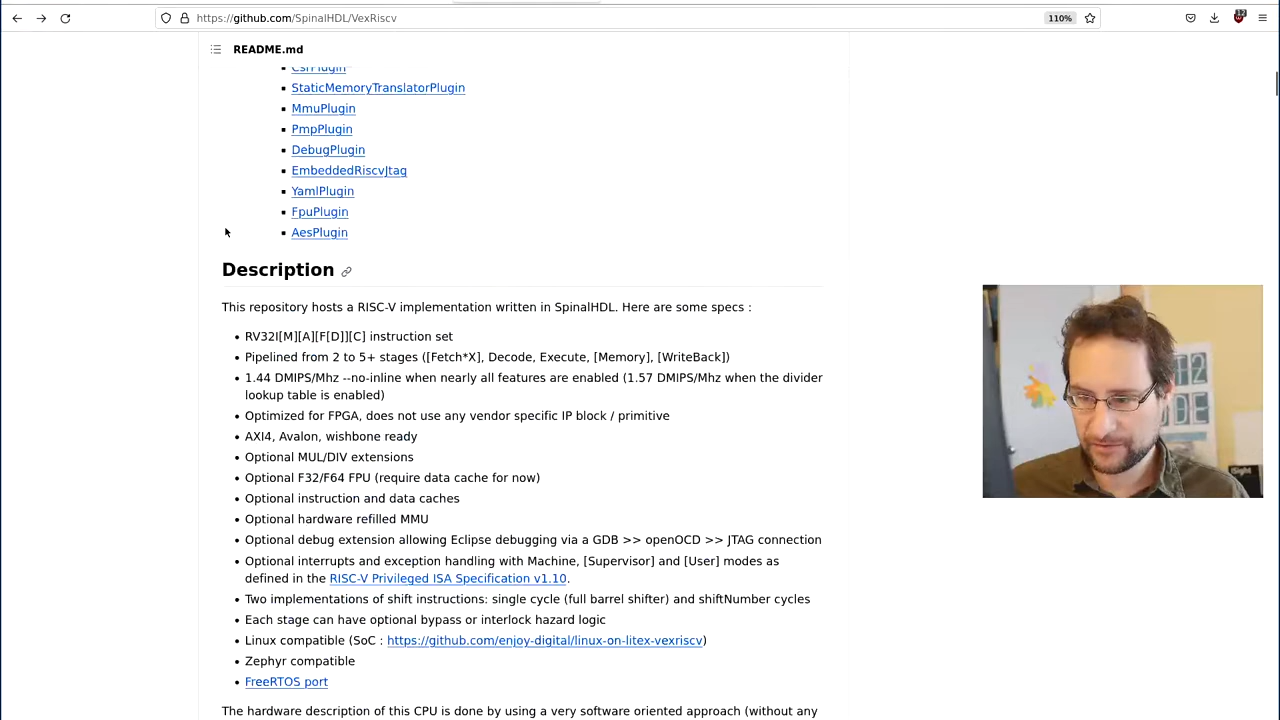 https://github.com/SpinalHDL/VexRiscv
110%
12
README.md
CsrPlugin
StaticMemoryTranslatorPlugin
MmuPlugin
PmpPlugin
DebugPlugin
EmbeddedRiscvJtag
YamlPlugin
FpuPlugin
AesPlugin
Description
This repository hosts a RISC-V implementation written in SpinalHDL. Here are some specs :
RV32I[M][A][F[D]][C] instruction set
Pipelined from 2 to 5+ stages ([Fetch*X], Decode, Execute, [Memory], [WriteBack])
1.44 DMIPS/Mhz --no-inline when nearly all features are enabled (1.57 DMIPS/Mhz when the divider
lookup table is enabled)
Optimized for FPGA, does not use any vendor specific IP block / primitive
AXI4, Avalon, wishbone ready
Optional MUL/DIV extensions
Optional F32/F64 FPU (require data cache for now)
Optional instruction and data caches
Optional hardware refilled MMU
Optional debug extension allowing Eclipse debugging via a GDB >> openOCD >> JTAG connection
Optional interrupts and exception handling with Machine, [Supervisor] and [User] modes as
defined in the RISC-V Privileged ISA Specification v1.10.
Two implementations of shift instructions: single cycle (full barrel shifter) and shiftNumber cycles
Each stage can have optional bypass or interlock hazard logic
Linux compatible (SoC : https://github.com/enjoy-digital/linux-on-litex-vexriscv)
Zephyr compatible
FreeRTOS port
The hardware description of this CPU is done by using a very software oriented approach (without any